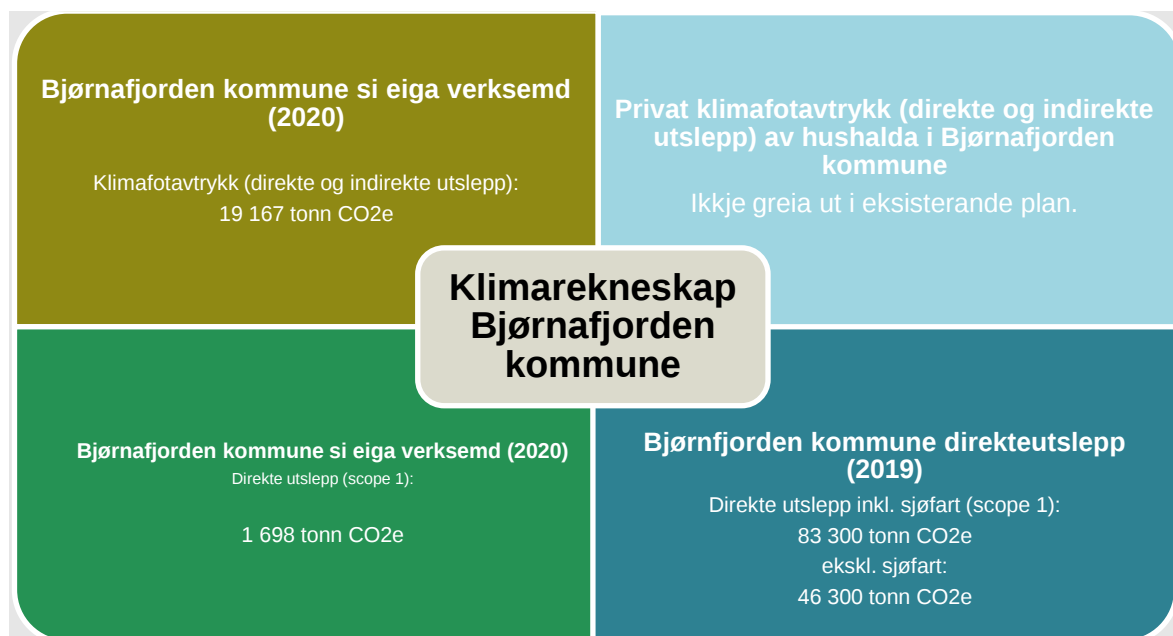 Bjørnafjorden kommune si eiga verksemd
(2020)
Klimafotavtrykk (direkte og indirekte utslepp):
19 167 tonn CO2e
Privat klimafotavtrykk (direkte og indirekte
utslepp) av hushalda i Bjørnafjorden
kommune
Ikkje greia ut i eksisterande plan.
Klimarekneskap
Bjørnafjorden
kommune
Bjørnafjorden kommune si eiga verksemd (2020)
Direkte utslepp (scope 1):
1 698 tonn CO2e
Bjørnfjorden kommune direkteutslepp
(2019)
Direkte utslepp inkl. sjøfart (scope 1):
83 300 tonn CO2e
ekskl. sjøfart:
46 300 tonn CO2e